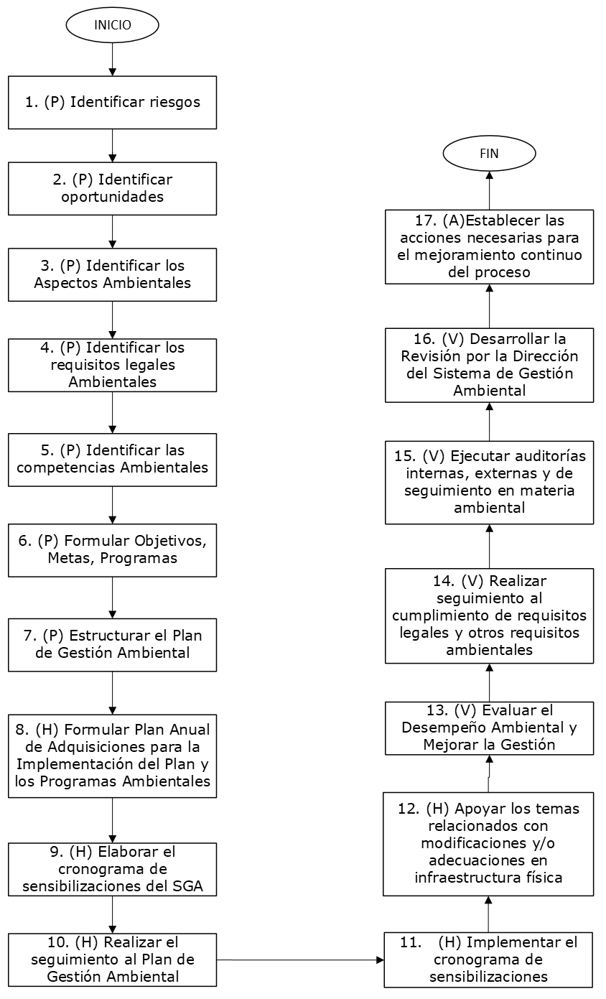 INICIO
1. (P) Identificar riesgos
2. (P) Identificar
oportunidades
3. (P) Identificar los
Aspectos Ambientales
4. (P) Identificar los
requisitos legales
Ambientales
5. (P) Identificar las
competencias Ambientales
6. (P) Formular Objetivos,
Metas, Programas
7. (P) Estructurar el Plan
de Gestión Ambiental
8. (H) Formular Plan Anual
de Adquisiciones para la
Implementación del Plan y
los Programas Ambientales
9. (H) Elaborar el
cronograma de
sensibilizaciones del SGA
10. (H) Realizar el
seguimiento al Plan de
Gestión Ambiental
11. (H) Implementar el
cronograma de
sensibilizaciones
12. (H) Apoyar los temas
relacionados con
modificaciones y/o
adecuaciones en
infraestructura física
13. (V) Evaluar el
Desempeño Ambiental y
Mejorar la Gestión
14. (V) Realizar
seguimiento al
cumplimiento de requisitos
legales y otros requisitos
ambientales
15. (V) Ejecutar auditorías
internas, externas y de
seguimiento en materia
ambiental
16. (V) Desarrollar la
Revisión por la Dirección
del Sistema de Gestión
Ambiental
17. (A)Establecer las
acciones necesarias para
el mejoramiento continuo
del proceso
FIN